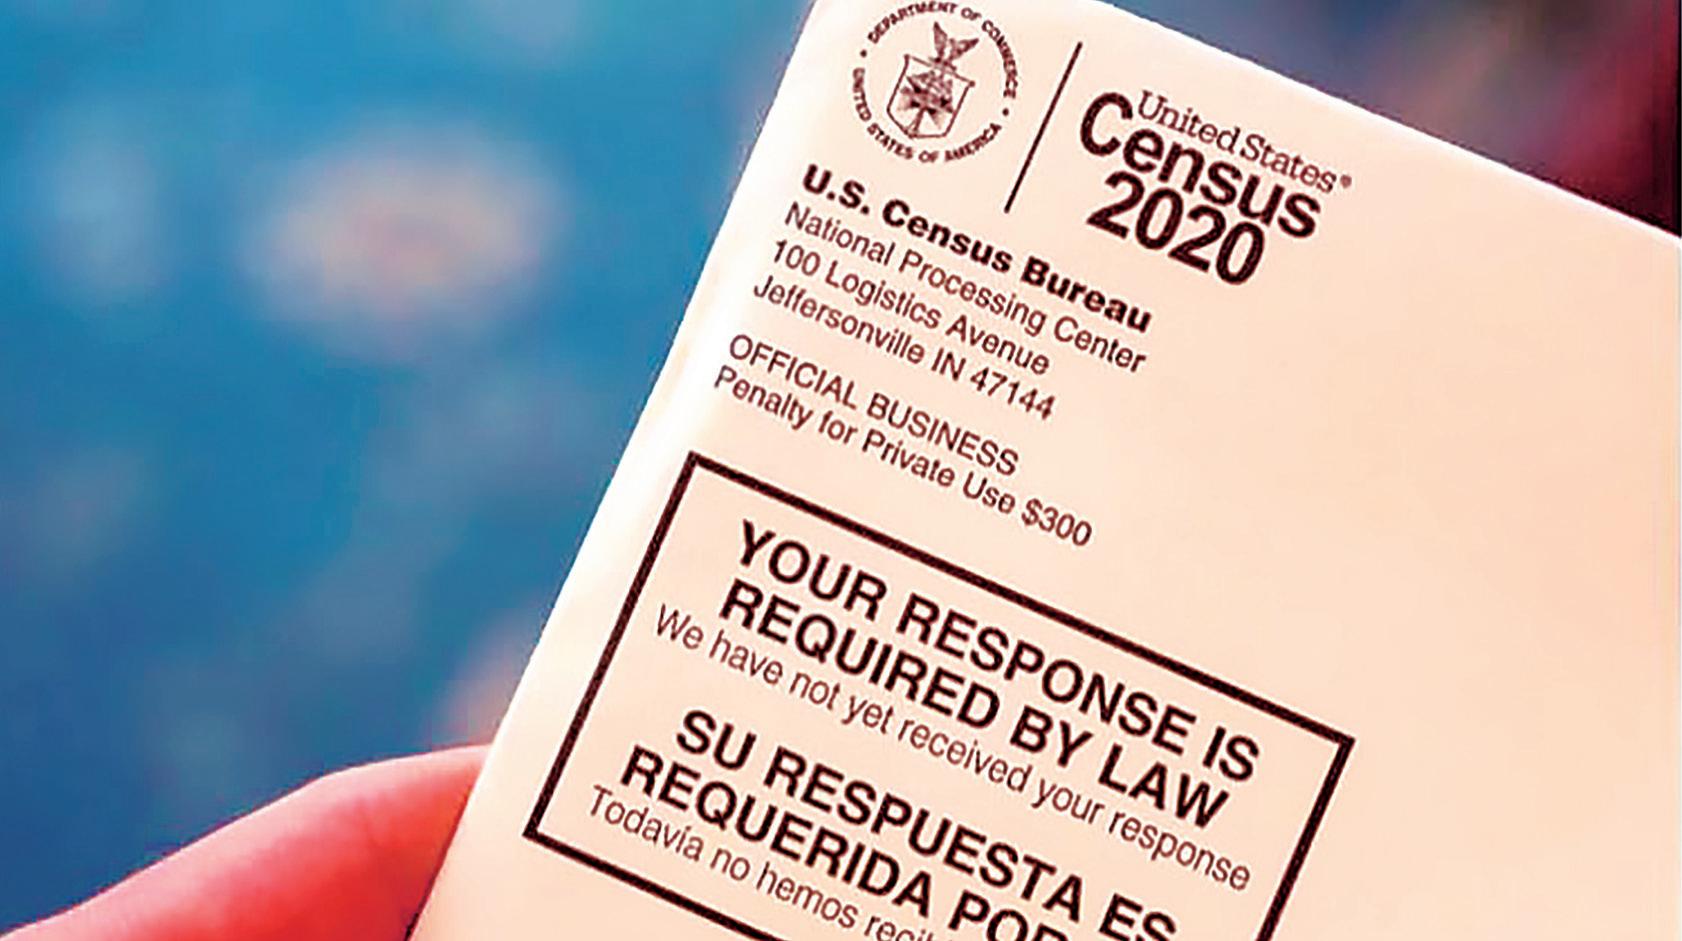 DEPARTMENT OF COMMERCE
UNITED STATES OF AMERICA
United States®
Census
2020
U.S. Census Bureau
National Processing Center
100 Logistics Avenue
Jeffersonville IN 47144
OFFICIAL BUSINESS
Penalty for Private Use $300
YOUR RESPONSE IS
REQUIRED BY LAW
We have not yet received your response
SU RESPUESTA ES
REQUERIDA POR
Todavía no hemos